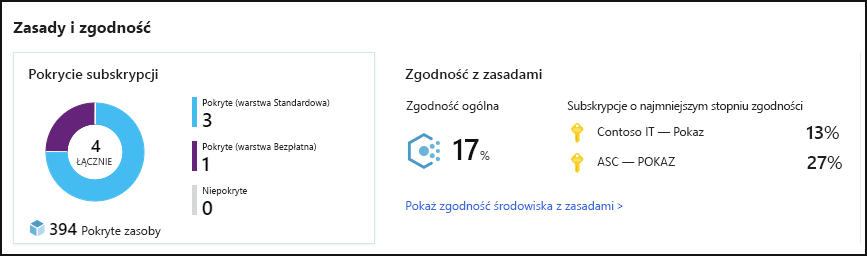 Zasady i zgodność
Pokrycie subskrypcji
4
ŁĄCZNIE
Pokryte (warstwa Standardowa)
3
Pokryte (warstwa Bezpłatna)
1
Niepokryte
0
394 Pokryte zasoby
Zgodność z zasadami
Zgodność ogólna
17%
Subskrypcje o najmniejszym stopniu zgodności
Contoso IT — Pokaz 13%
ASC — POKAZ 27%
Pokaż zgodność środowiska z zasadami >